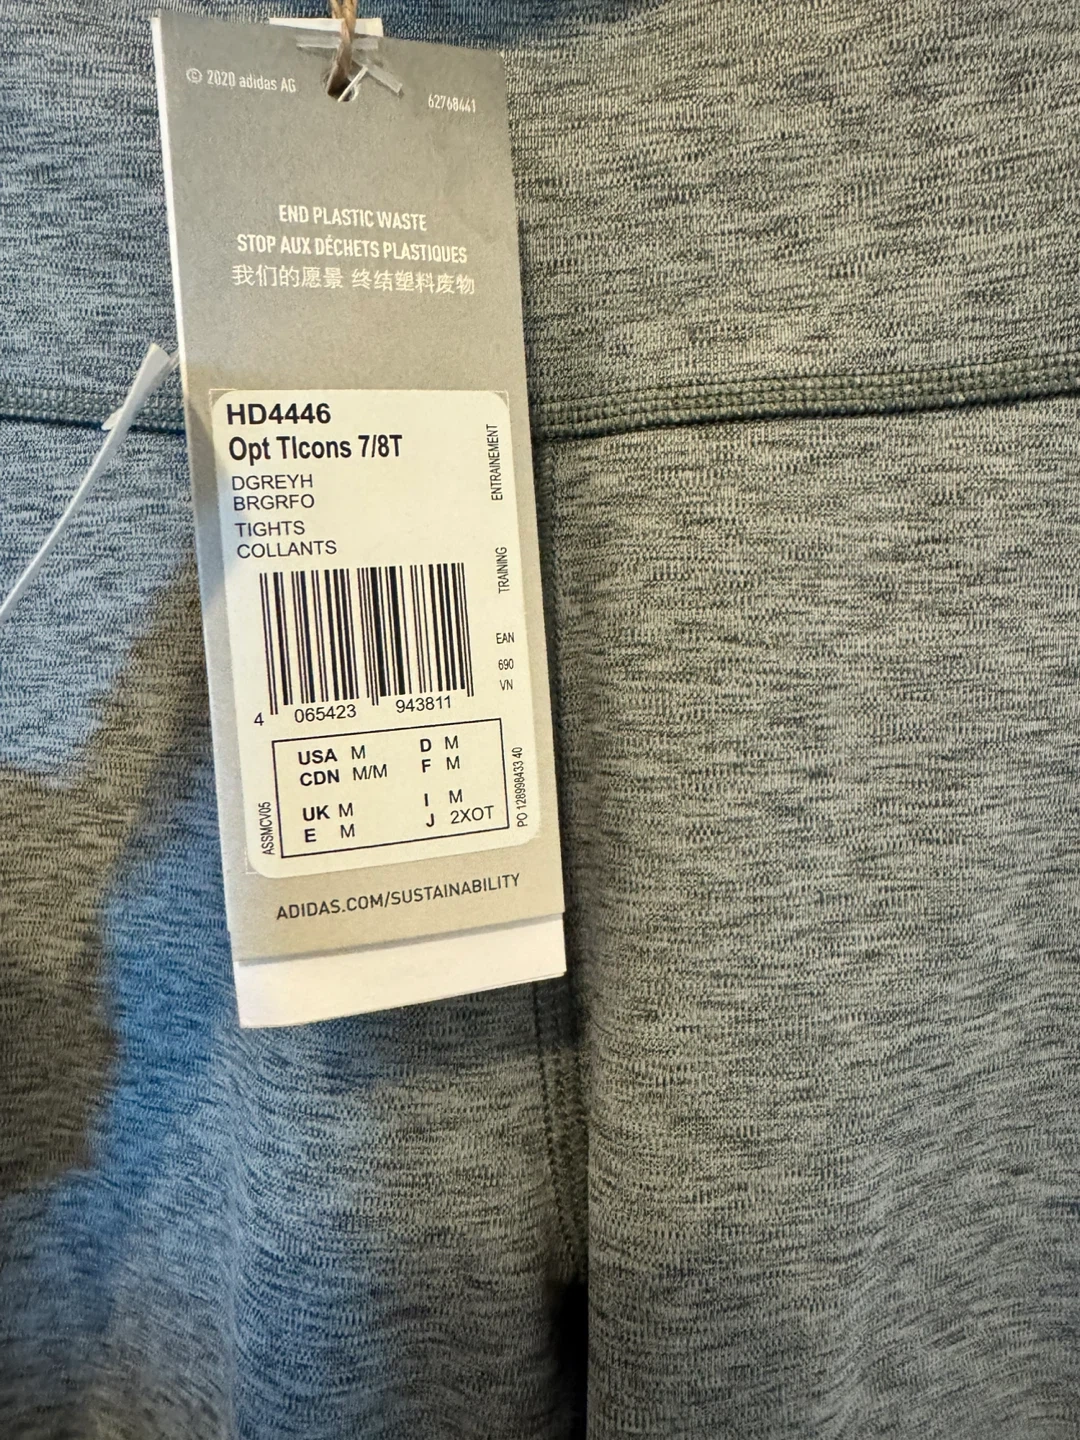 © 2020 adidas AG
62768441
END PLASTIC WASTE
STOP AUX DÉCHETS PLASTIQUES
我们的愿景 终结塑料废物
HD4446
Opt TIcons 7/8T
DGREYH
BRGRFO
TIGHTS
COLLANTS
ENTRAINEMENT
TRAINING
EAN
690
VN
4 065423 943811
USA M D M
CDN M/M F M
UK M I M
E M J 2XOT
ASSMCV05
PO 128998433 40
ADIDAS.COM/SUSTAINABILITY